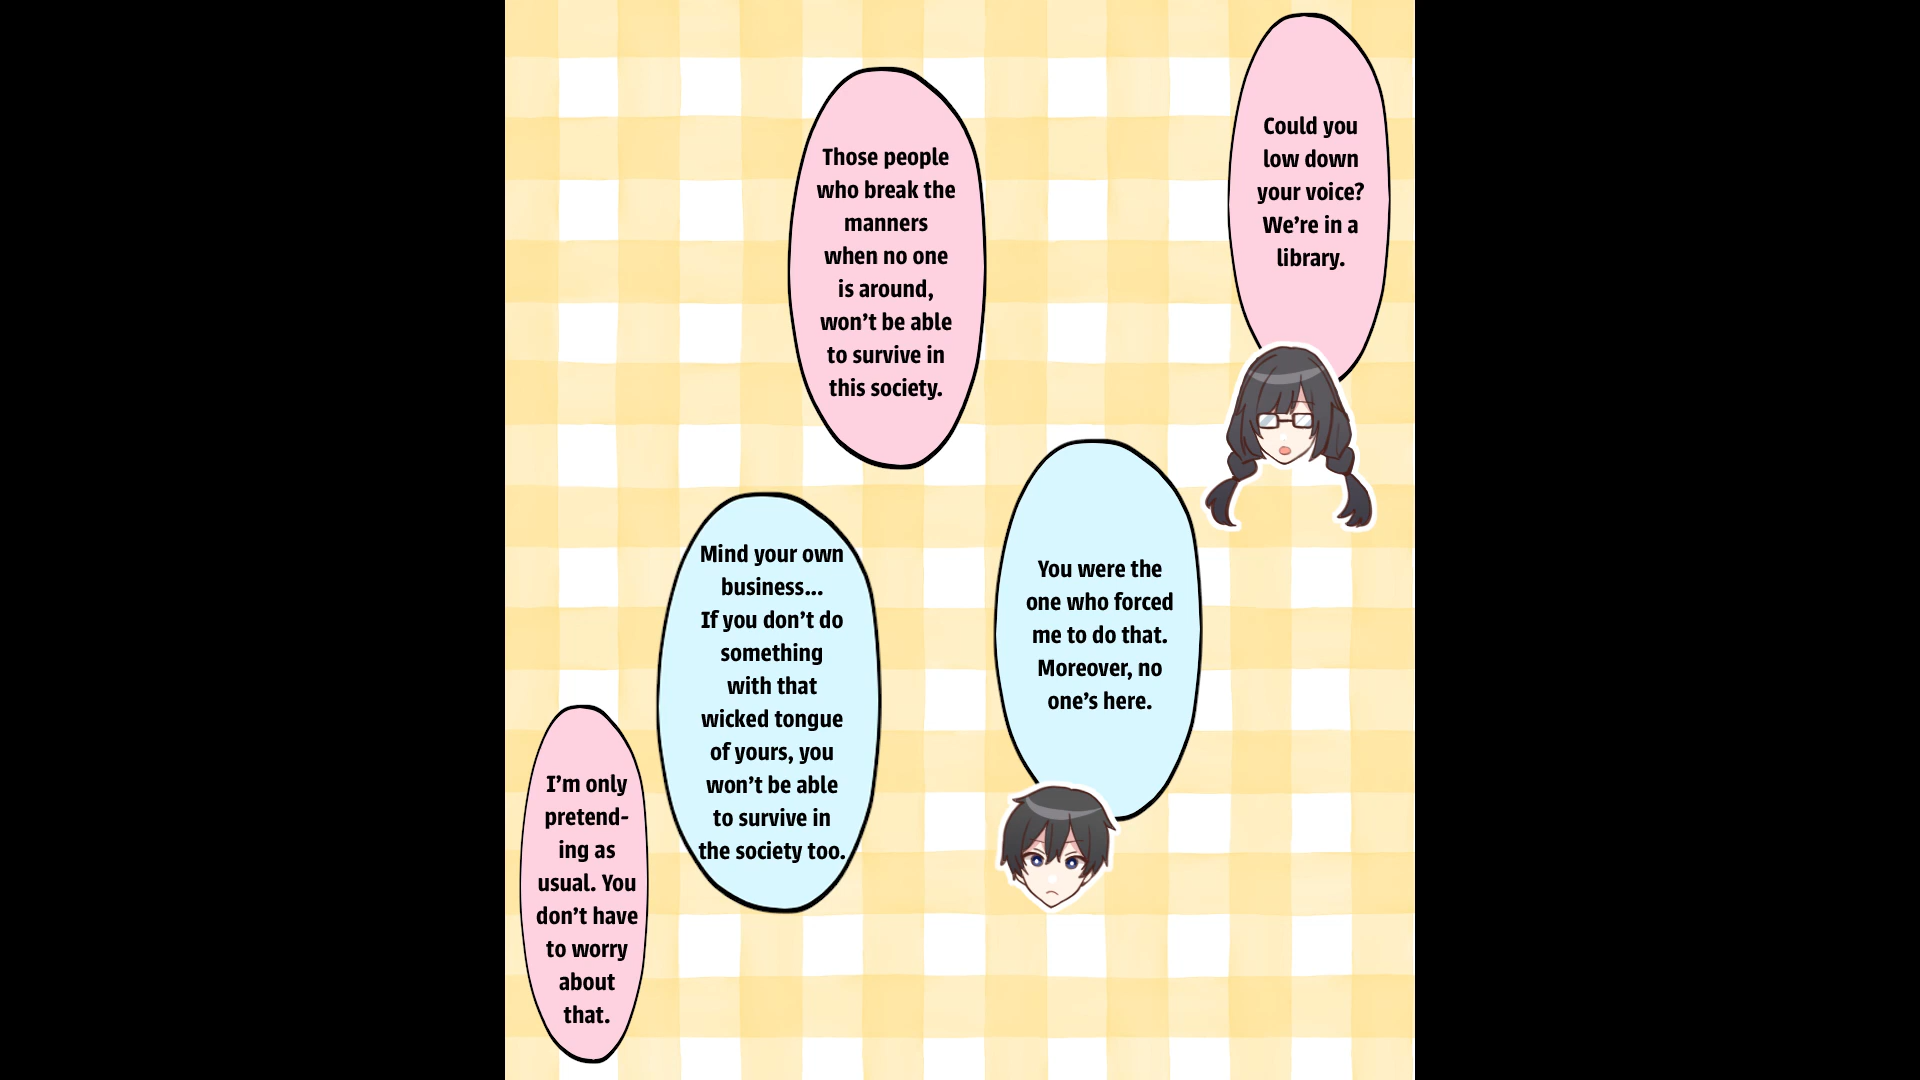 Could you
low down
your voice?
We're in a
library.
You were the
one who forced
me to do that.
Moreover, no
one's here.
Those people
who break the
manners
when no one
is around,
won't be able
to survive in
this society.
Mind your own
business...
If you don't do
something
with that
wicked tongue
of yours, you
won't be able
to survive in
the society too.
I'm only
pretend-
ing as
usual. You
don't have
to worry
about
that.